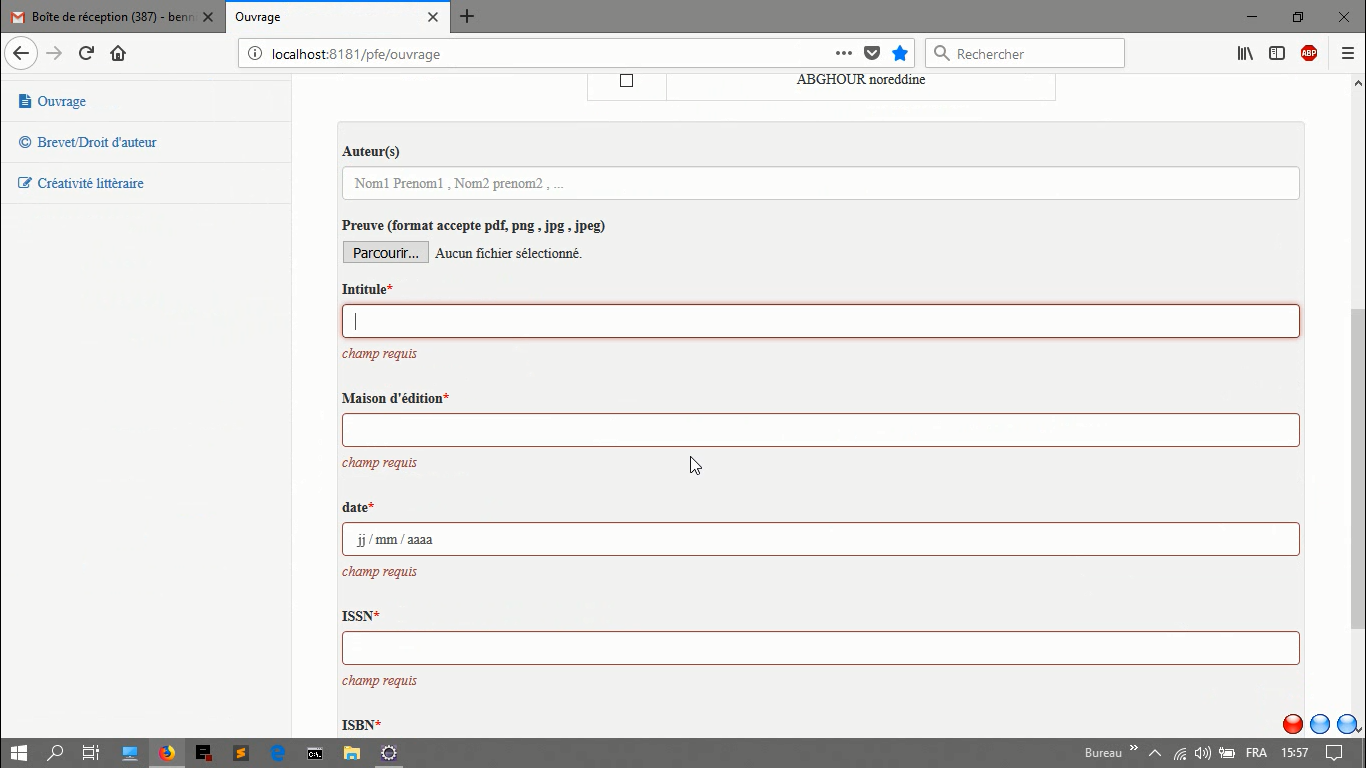 Boîte de réception (387) - benn
Ouvrage
localhost:8181/pfe/ouvrage
Rechercher
ABP
Ouvrage
Brevet/Droit d'auteur
Créativité littèraire
ABGHOUR noreddine
Auteur(s)
Nom1 Prenom1 , Nom2 prenom2 , ...
Preuve (format accepte pdf, png , jpg , jpeg)
Parcourir... Aucun fichier sélectionné.
Intitule*
champ requis
Maison d'édition*
champ requis
date*
jj / mm / aaaa
champ requis
ISSN*
champ requis
ISBN*
Bureau
FRA
15:57